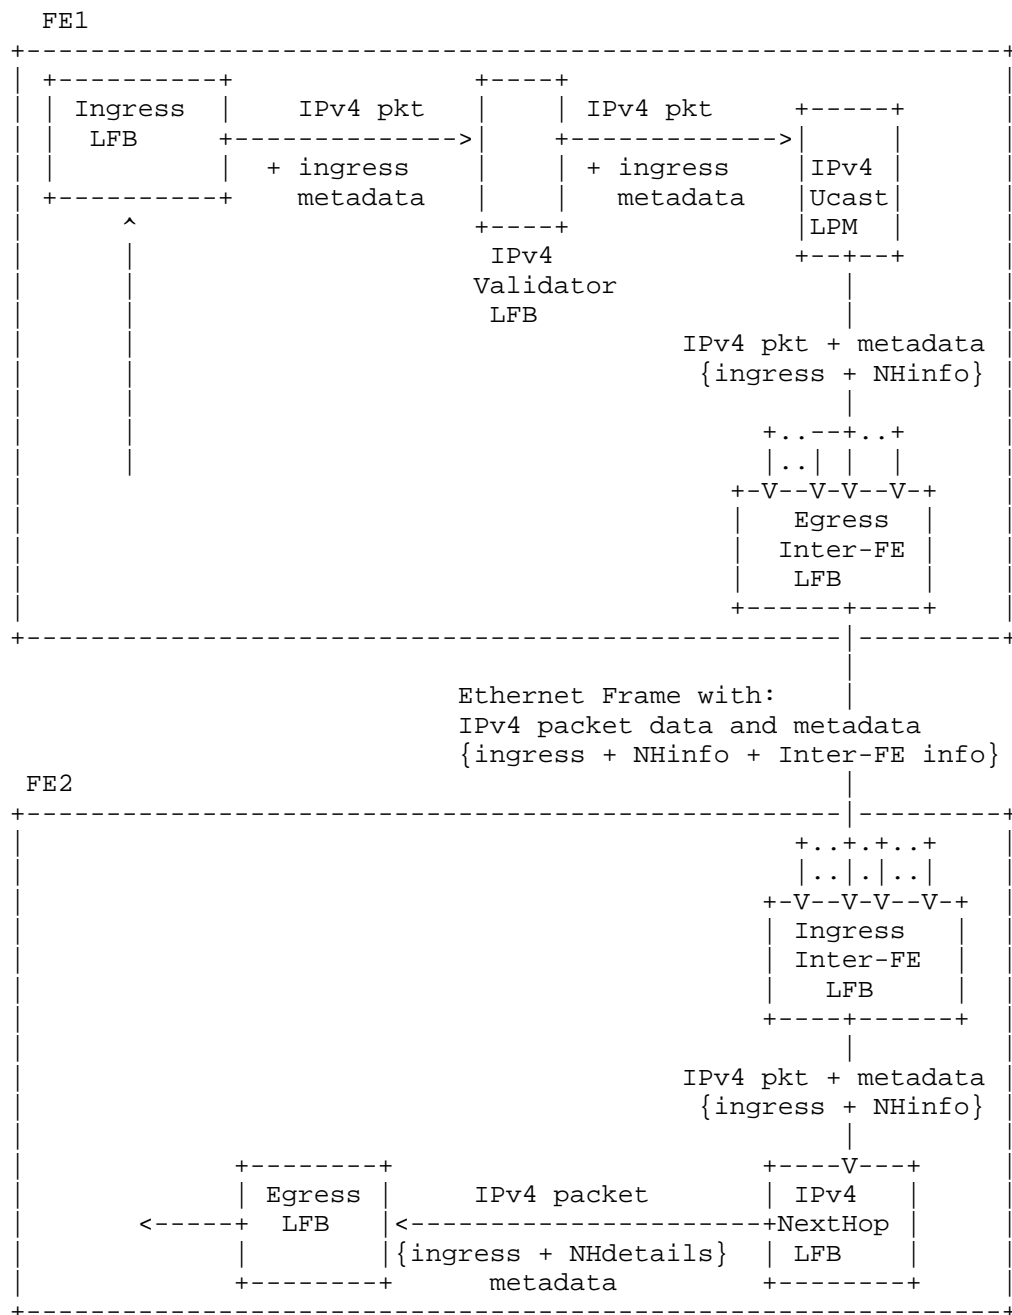 FE1
Ingress IPv4 pkt IPv4 pkt
LFB
+ ingress + ingress IPv4
metadata metadata Ucast
LPM
IPv4
Validator
LFB
IPv4 pkt + metadata
{ingress + NHinfo}
Egress
Inter-FE
LFB
Ethernet Frame with:
IPv4 packet data and metadata
{ingress + NHinfo + Inter-FE info}
FE2
Ingress
Inter-FE
LFB
IPv4 pkt + metadata
{ingress + NHinfo}
Egress IPv4 packet IPv4
LFB NextHop
{ingress + NHdetails} LFB
metadata